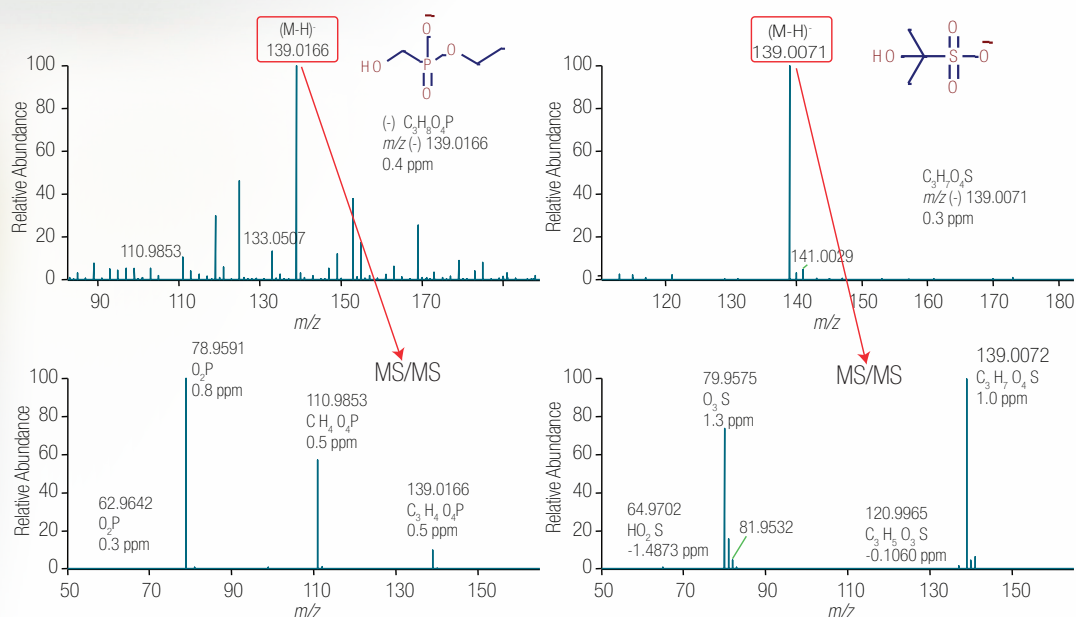 (M-H)⁻
139.0166
O
−
HO
P
O
O
(-) C₃H₈O₄P
m/z (-) 139.0166
0.4 ppm
Relative Abundance
100
80
60
40
20
0
110.9853
133.0507
90
110
130
150
170
m/z
(M-H)⁻
139.0071
HO
S
O
O
−
O
C₃H₇O₄S
m/z (-) 139.0071
0.3 ppm
Relative Abundance
100
80
60
40
20
0
141.0029
120
130
140
150
160
170
180
m/z
MS/MS
Relative Abundance
100
80
60
40
20
0
78.9591
O₂P
0.8 ppm
110.9853
C H₄ O₄P
0.5 ppm
62.9642
O₂P
0.3 ppm
139.0166
C₃ H₄ O₄P
0.5 ppm
50
70
90
110
130
150
m/z
MS/MS
Relative Abundance
100
80
60
40
20
0
79.9575
O₃ S
1.3 ppm
139.0072
C₃ H₇ O₄ S
1.0 ppm
64.9702
HO₂ S
-1.4873 ppm
81.9532
120.9965
C₃ H₅ O₃ S
-0.1060 ppm
50
70
90
110
130
150
m/z